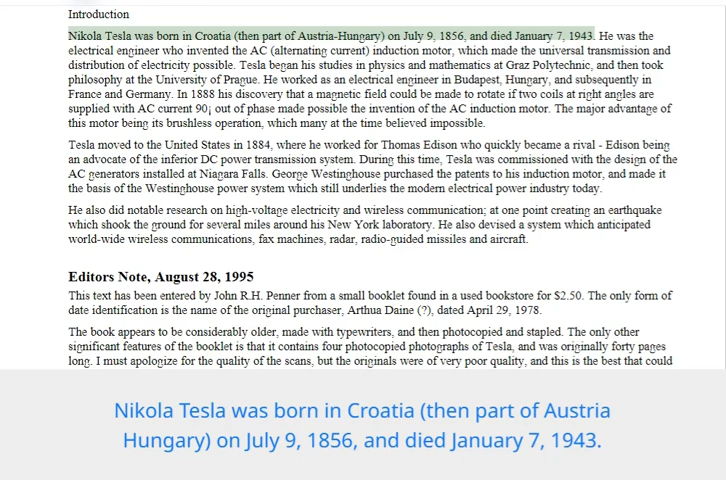 Introduction
Nikola Tesla was born in Croatia (then part of Austria-Hungary) on July 9, 1856, and died January 7, 1943. He was the
electrical engineer who invented the AC (alternating current) induction motor, which made the universal transmission and
distribution of electricity possible. Tesla began his studies in physics and mathematics at Graz Polytechnic, and then took
philosophy at the University of Prague. He worked as an electrical engineer in Budapest, Hungary, and subsequently in
France and Germany. In 1888 his discovery that a magnetic field could be made to rotate if two coils at right angles are
supplied with AC current 90¡ out of phase made possible the invention of the AC induction motor. The major advantage of
this motor being its brushless operation, which many at the time believed impossible.
Tesla moved to the United States in 1884, where he worked for Thomas Edison who quickly became a rival - Edison being
an advocate of the inferior DC power transmission system. During this time, Tesla was commissioned with the design of the
AC generators installed at Niagara Falls. George Westinghouse purchased the patents to his induction motor, and made it
the basis of the Westinghouse power system which still underlies the modern electrical power industry today.
He also did notable research on high-voltage electricity and wireless communication; at one point creating an earthquake
which shook the ground for several miles around his New York laboratory. He also devised a system which anticipated
world-wide wireless communications, fax machines, radar, radio-guided missiles and aircraft.
Editors Note, August 28, 1995
This text has been entered by John R.H. Penner from a small booklet found in a used bookstore for $2.50. The only form of
date identification is the name of the original purchaser, Arthua Daine (?), dated April 29, 1978.
The book appears to be considerably older, made with typewriters, and then photocopied and stapled. The only other
significant features of the booklet is that it contains four photocopied photographs of Tesla, and was originally forty pages
long. I must apologize for the quality of the scans, but the originals were of very poor quality, and this is the best that could
Nikola Tesla was born in Croatia (then part of Austria
Hungary) on July 9, 1856, and died January 7, 1943.